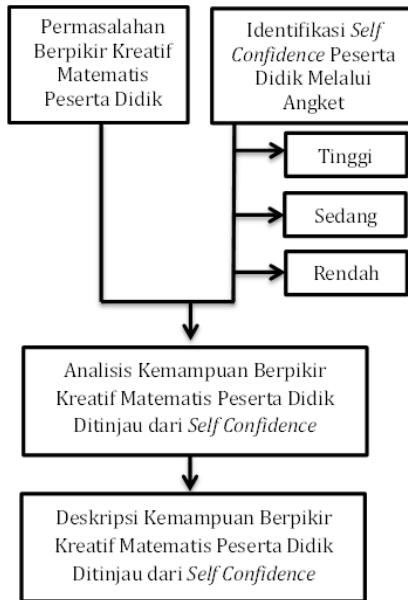 Permasalahan
Berpikir Kreatif
Matematis
Peserta Didik
Identifikasi Self
Confidence Peserta
Didik Melalui
Angket
Tinggi
Sedang
Rendah
Analisis Kemampuan Berpikir
Kreatif Matematis Peserta Didik
Ditinjau dari Self Confidence
Deskripsi Kemampuan Berpikir
Kreatif Matematis Peserta Didik
Ditinjau dari Self Confidence